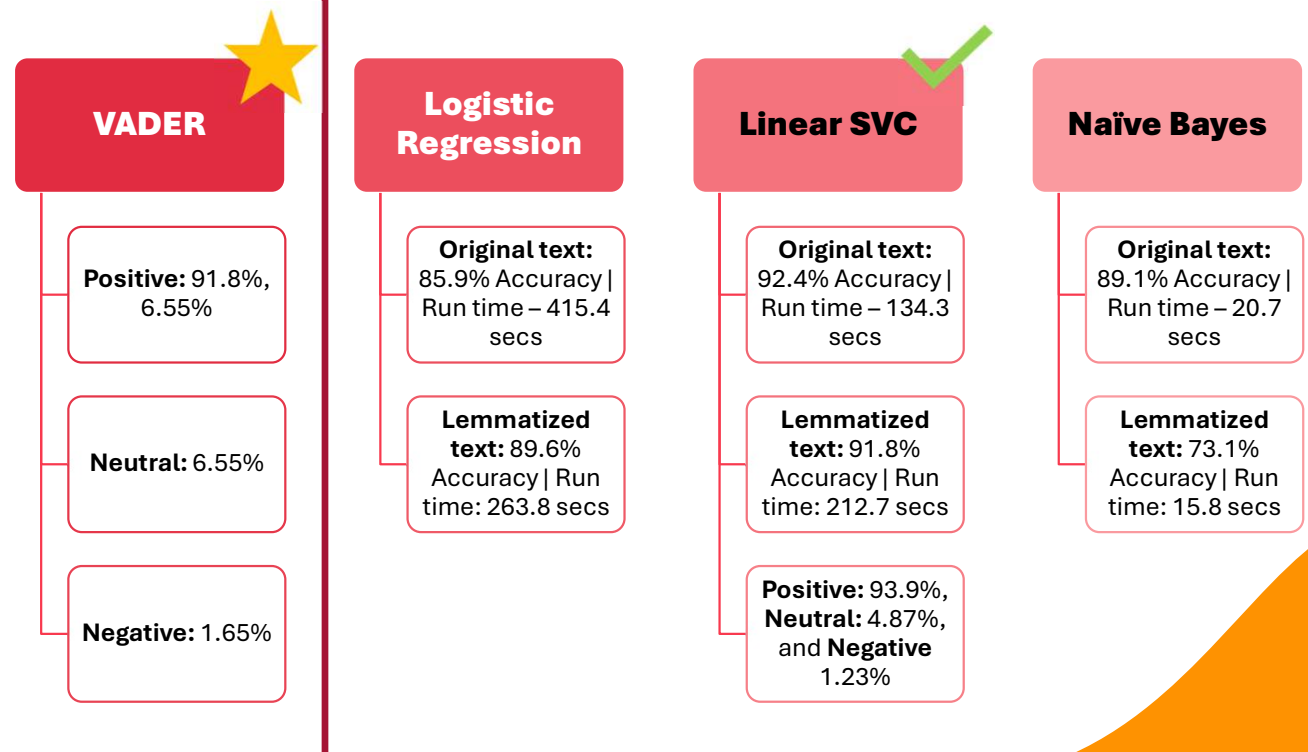 VADER
Positive: 91.8%,
6.55%
Neutral: 6.55%
Negative: 1.65%
Logistic
Regression
Original text:
85.9% Accuracy |
Run time – 415.4
secs
Lemmatized
text: 89.6%
Accuracy | Run
time: 263.8 secs
Linear SVC
Original text:
92.4% Accuracy |
Run time – 134.3
secs
Lemmatized
text: 91.8%
Accuracy | Run
time: 212.7 secs
Positive: 93.9%,
Neutral: 4.87%,
and Negative
1.23%
Naïve Bayes
Original text:
89.1% Accuracy |
Run time – 20.7
secs
Lemmatized
text: 73.1%
Accuracy | Run
time: 15.8 secs